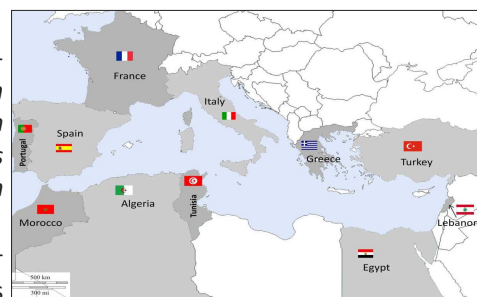 France
Italy
Portugal
Spain
Greece
Turkey
Algeria
Tunisia
Morocco
Lebanon
Egypt
500 km
300 mi